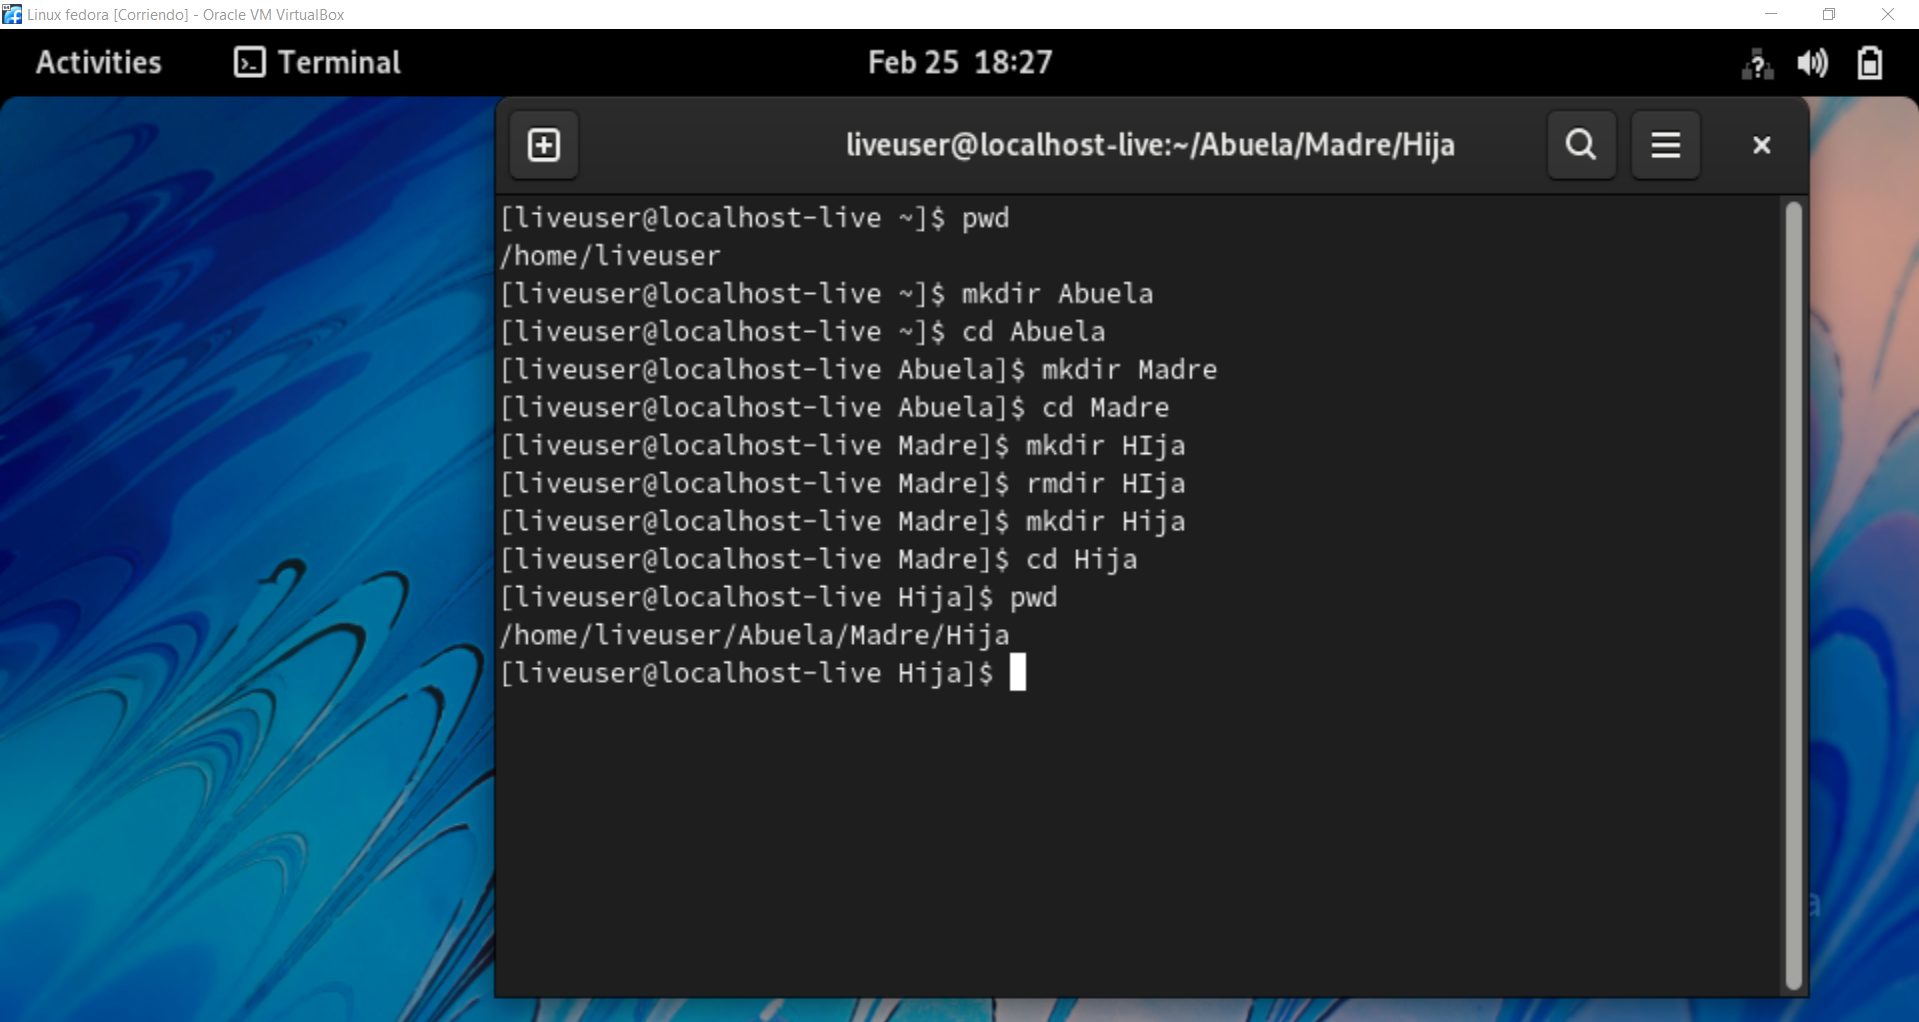 Linux fedora [Corriendo] - Oracle VM VirtualBox
Activities Terminal Feb 25 18:27
liveuser@localhost-live:~/Abuela/Madre/Hija
[liveuser@localhost-live ~]$ pwd
/home/liveuser
[liveuser@localhost-live ~]$ mkdir Abuela
[liveuser@localhost-live ~]$ cd Abuela
[liveuser@localhost-live Abuela]$ mkdir Madre
[liveuser@localhost-live Abuela]$ cd Madre
[liveuser@localhost-live Madre]$ mkdir HIja
[liveuser@localhost-live Madre]$ rmdir HIja
[liveuser@localhost-live Madre]$ mkdir Hija
[liveuser@localhost-live Madre]$ cd Hija
[liveuser@localhost-live Hija]$ pwd
/home/liveuser/Abuela/Madre/Hija
[liveuser@localhost-live Hija]$